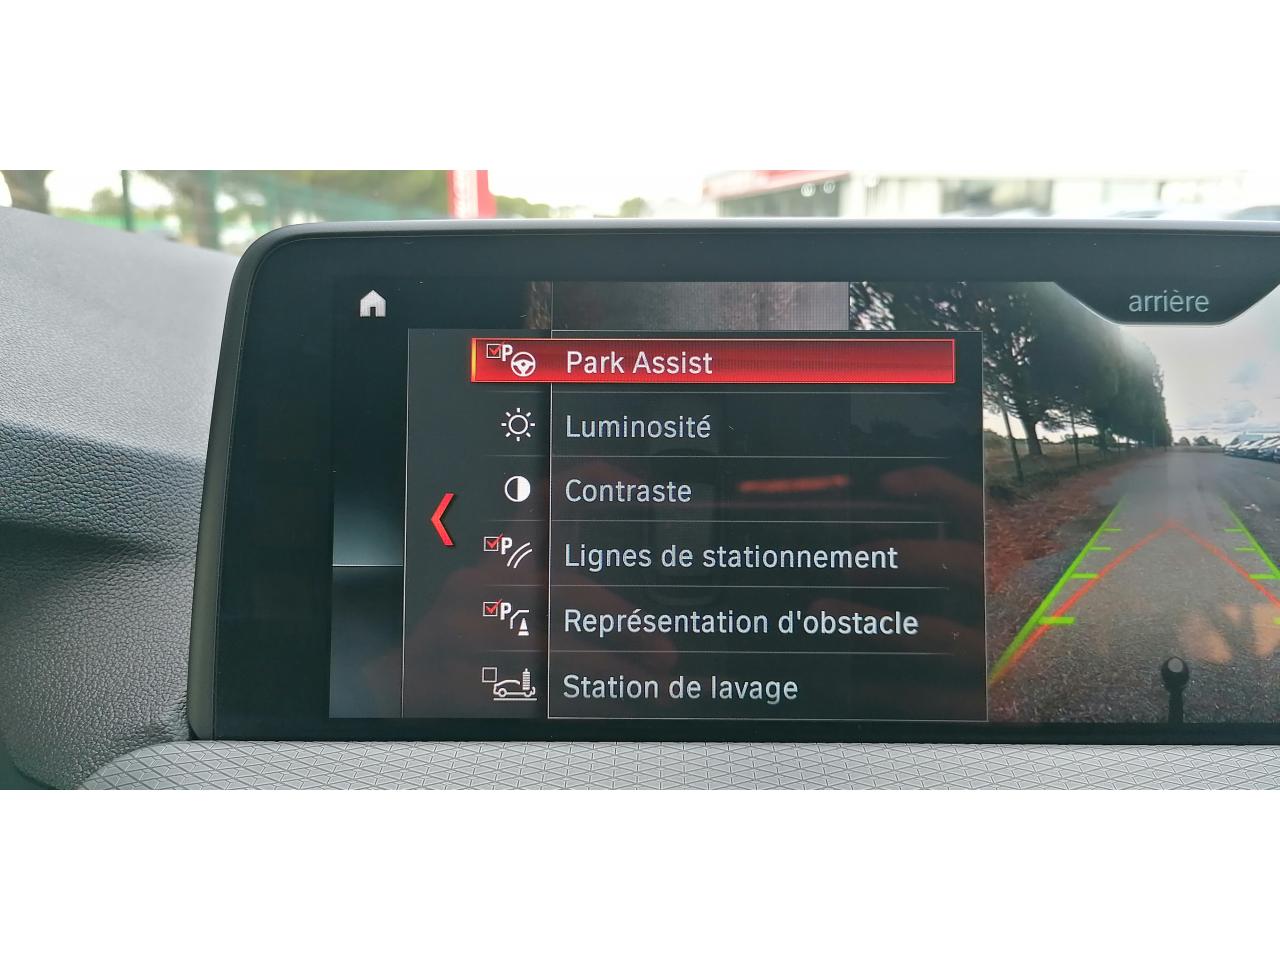 arrière
Park Assist
Luminosité
Contraste
Lignes de stationnement
Représentation d'obstacle
Station de lavage